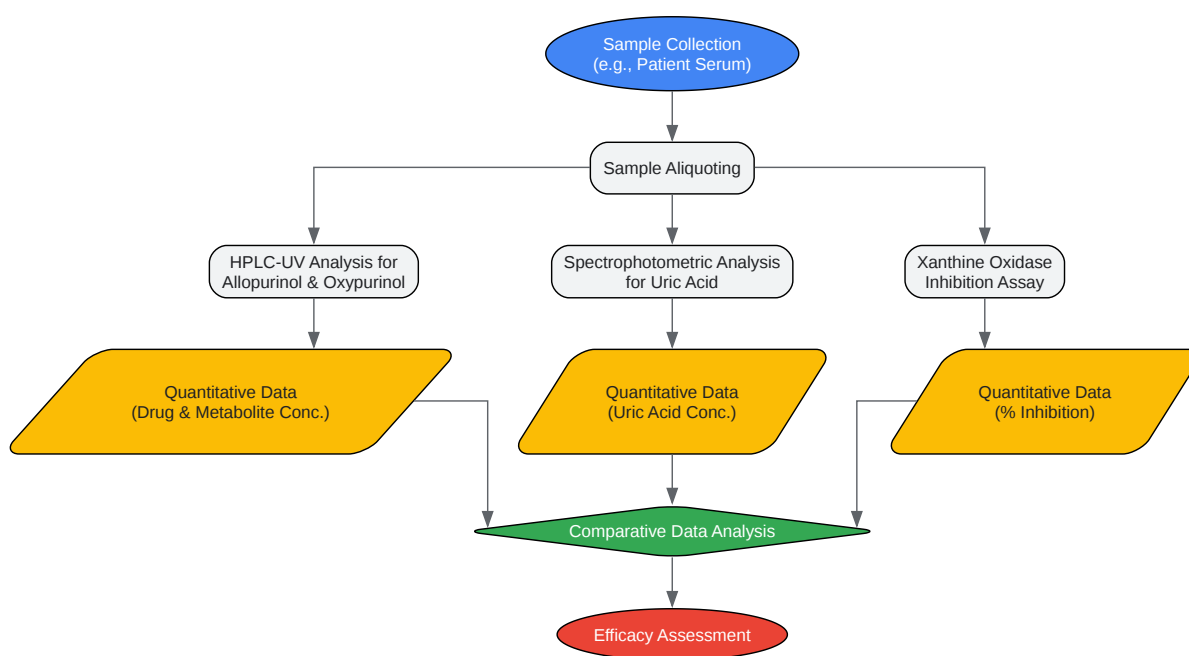 Sample Collection
(e.g., Patient Serum)
Sample Aliquoting
HPLC-UV Analysis for
Allopurinol & Oxypurinol
Spectrophotometric Analysis
for Uric Acid
Xanthine Oxidase
Inhibition Assay
Quantitative Data
(Drug & Metabolite Conc.)
Quantitative Data
(Uric Acid Conc.)
Quantitative Data
(% Inhibition)
Comparative Data Analysis
Efficacy Assessment